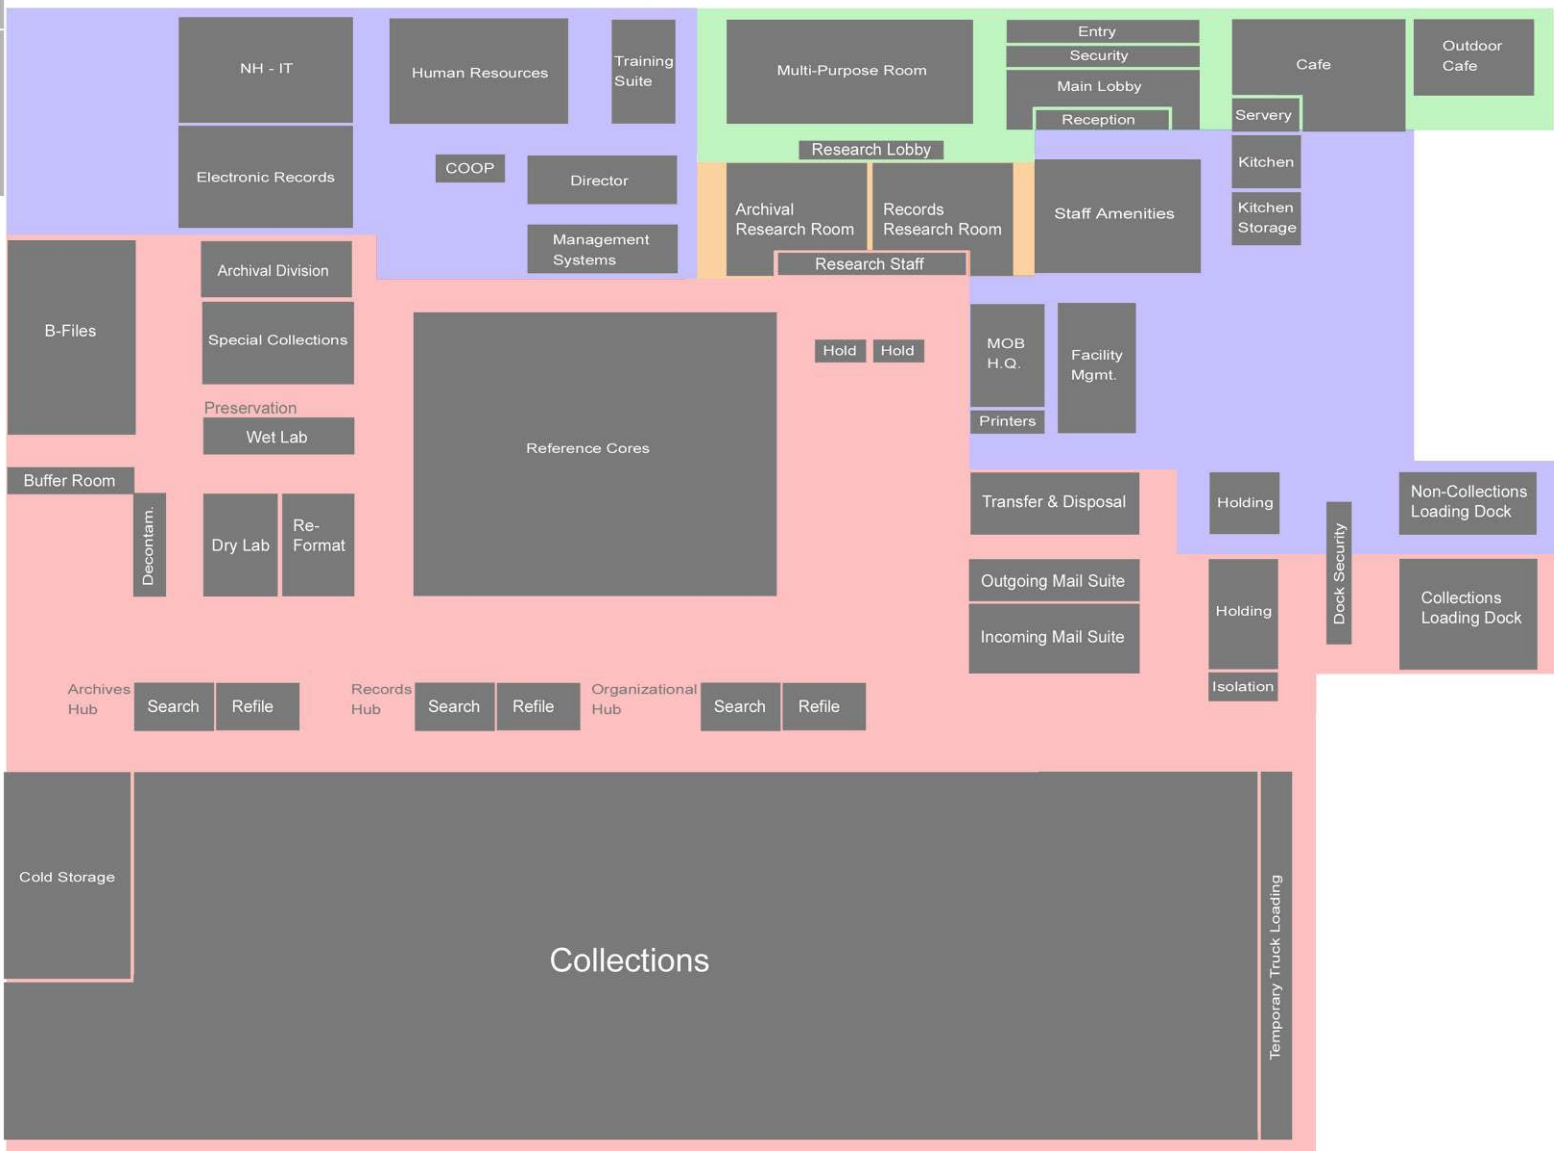 NH - IT
Human Resources
Training
Suite
Multi-Purpose Room
Entry
Security
Main Lobby
Reception
Cafe
Servery
Outdoor
Cafe
Electronic Records
COOP
Director
Management
Systems
Research Lobby
Archival
Research Room
Records
Research Room
Research Staff
Staff Amenities
Kitchen
Kitchen
Storage
B-Files
Archival Division
Special Collections
Preservation
Wet Lab
Reference Cores
Hold
Hold
MOB
H.Q.
Printers
Facility
Mgmt.
Buffer Room
Decontam.
Dry Lab
Re-
Format
Transfer & Disposal
Outgoing Mail Suite
Incoming Mail Suite
Holding
Holding
Isolation
Dock Security
Non-Collections
Loading Dock
Collections
Loading Dock
Archives
Hub
Search
Refile
Records
Hub
Search
Refile
Organizational
Hub
Search
Refile
Cold Storage
Collections
Temporary Truck Loading